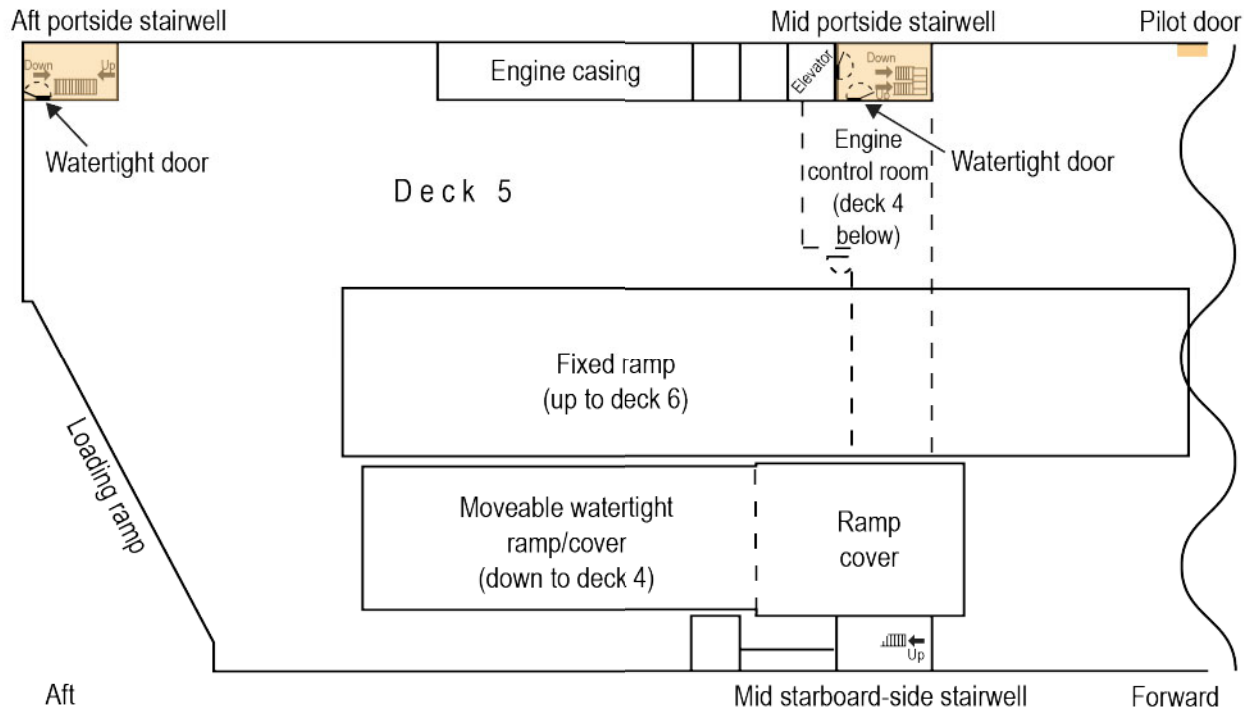 Aft portside stairwell
Mid portside stairwell
Pilot door
Down
Up
Engine casing
Elevator
Down
Up
Watertight door
Engine
control room
(deck 4
below)
Watertight door
Deck 5
Fixed ramp
(up to deck 6)
Loading ramp
Moveable watertight
ramp/cover
(down to deck 4)
Ramp
cover
Up
Aft
Mid starboard-side stairwell
Forward